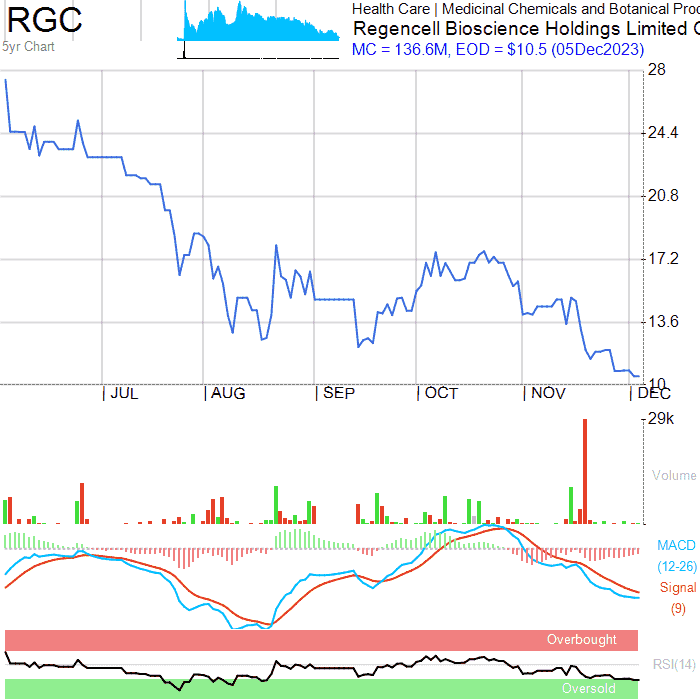 RGC
5yr Chart
Health Care | Medicinal Chemicals and Botanical Prod
Regencell Bioscience Holdings Limited
MC = 136.6M, EOD = $10.5 (05Dec2023)
28
24.4
20.8
17.2
13.6
10
|JUL |AUG |SEP |OCT |NOV |DEC
29k
Volume
MACD
(12-26)
Signal
(9)
Overbought
RSI(14)
Oversold